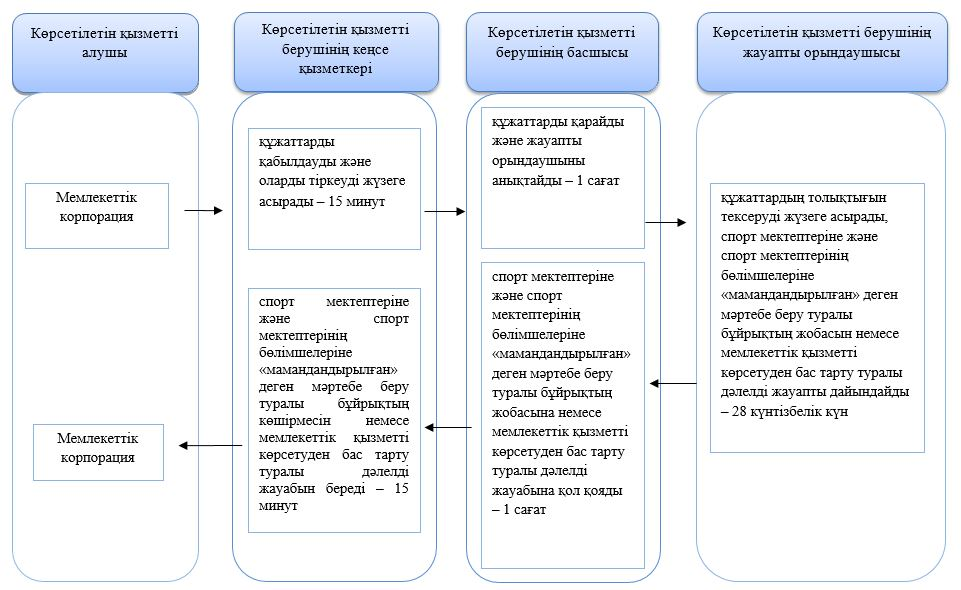 Көрсетілетін қызметті
алушы
Көрсетілетін қызметті
берушінің кеңсе
қызметкері
Көрсетілетін қызметті
берушінің басшысы
Көрсетілетін қызметті берушінің
жауапты орындаушысы
Мемлекеттік
корпорация
құжаттарды
қабылдауды және
оларды тіркеуді жүзеге
асырады – 15 минут
құжаттарды қарайды
және жауапты
орындаушыны
анықтайды – 1 сағат
құжаттардың толықтығын
тексеруді жүзеге асырады,
спорт мектептеріне және
спорт мектептерінің
бөлімшелеріне
«мамандандырылған» деген
мәртебе беру туралы
бұйрықтың жобасын немесе
мемлекеттік қызметті
көрсетуден бас тарту туралы
дәлелді жауапты дайындайды
– 28 күнтізбелік күн
спорт мектептеріне
және спорт
мектептерінің
бөлімшелеріне
«мамандандырылған»
деген мәртебе беру
туралы бұйрықтың
жобасына немесе
мемлекеттік қызметті
көрсетуден бас тарту
туралы дәлелді
жауабына қол қояды
– 1 сағат
спорт мектептеріне
және спорт
мектептерінің
бөлімшелеріне
«мамандандырылған»
деген мәртебе беру
туралы бұйрықтың
көшірмесін немесе
мемлекеттік қызметті
көрсетуден бас тарту
туралы дәлелді
жауабын береді – 15
минут
Мемлекеттік
корпорация